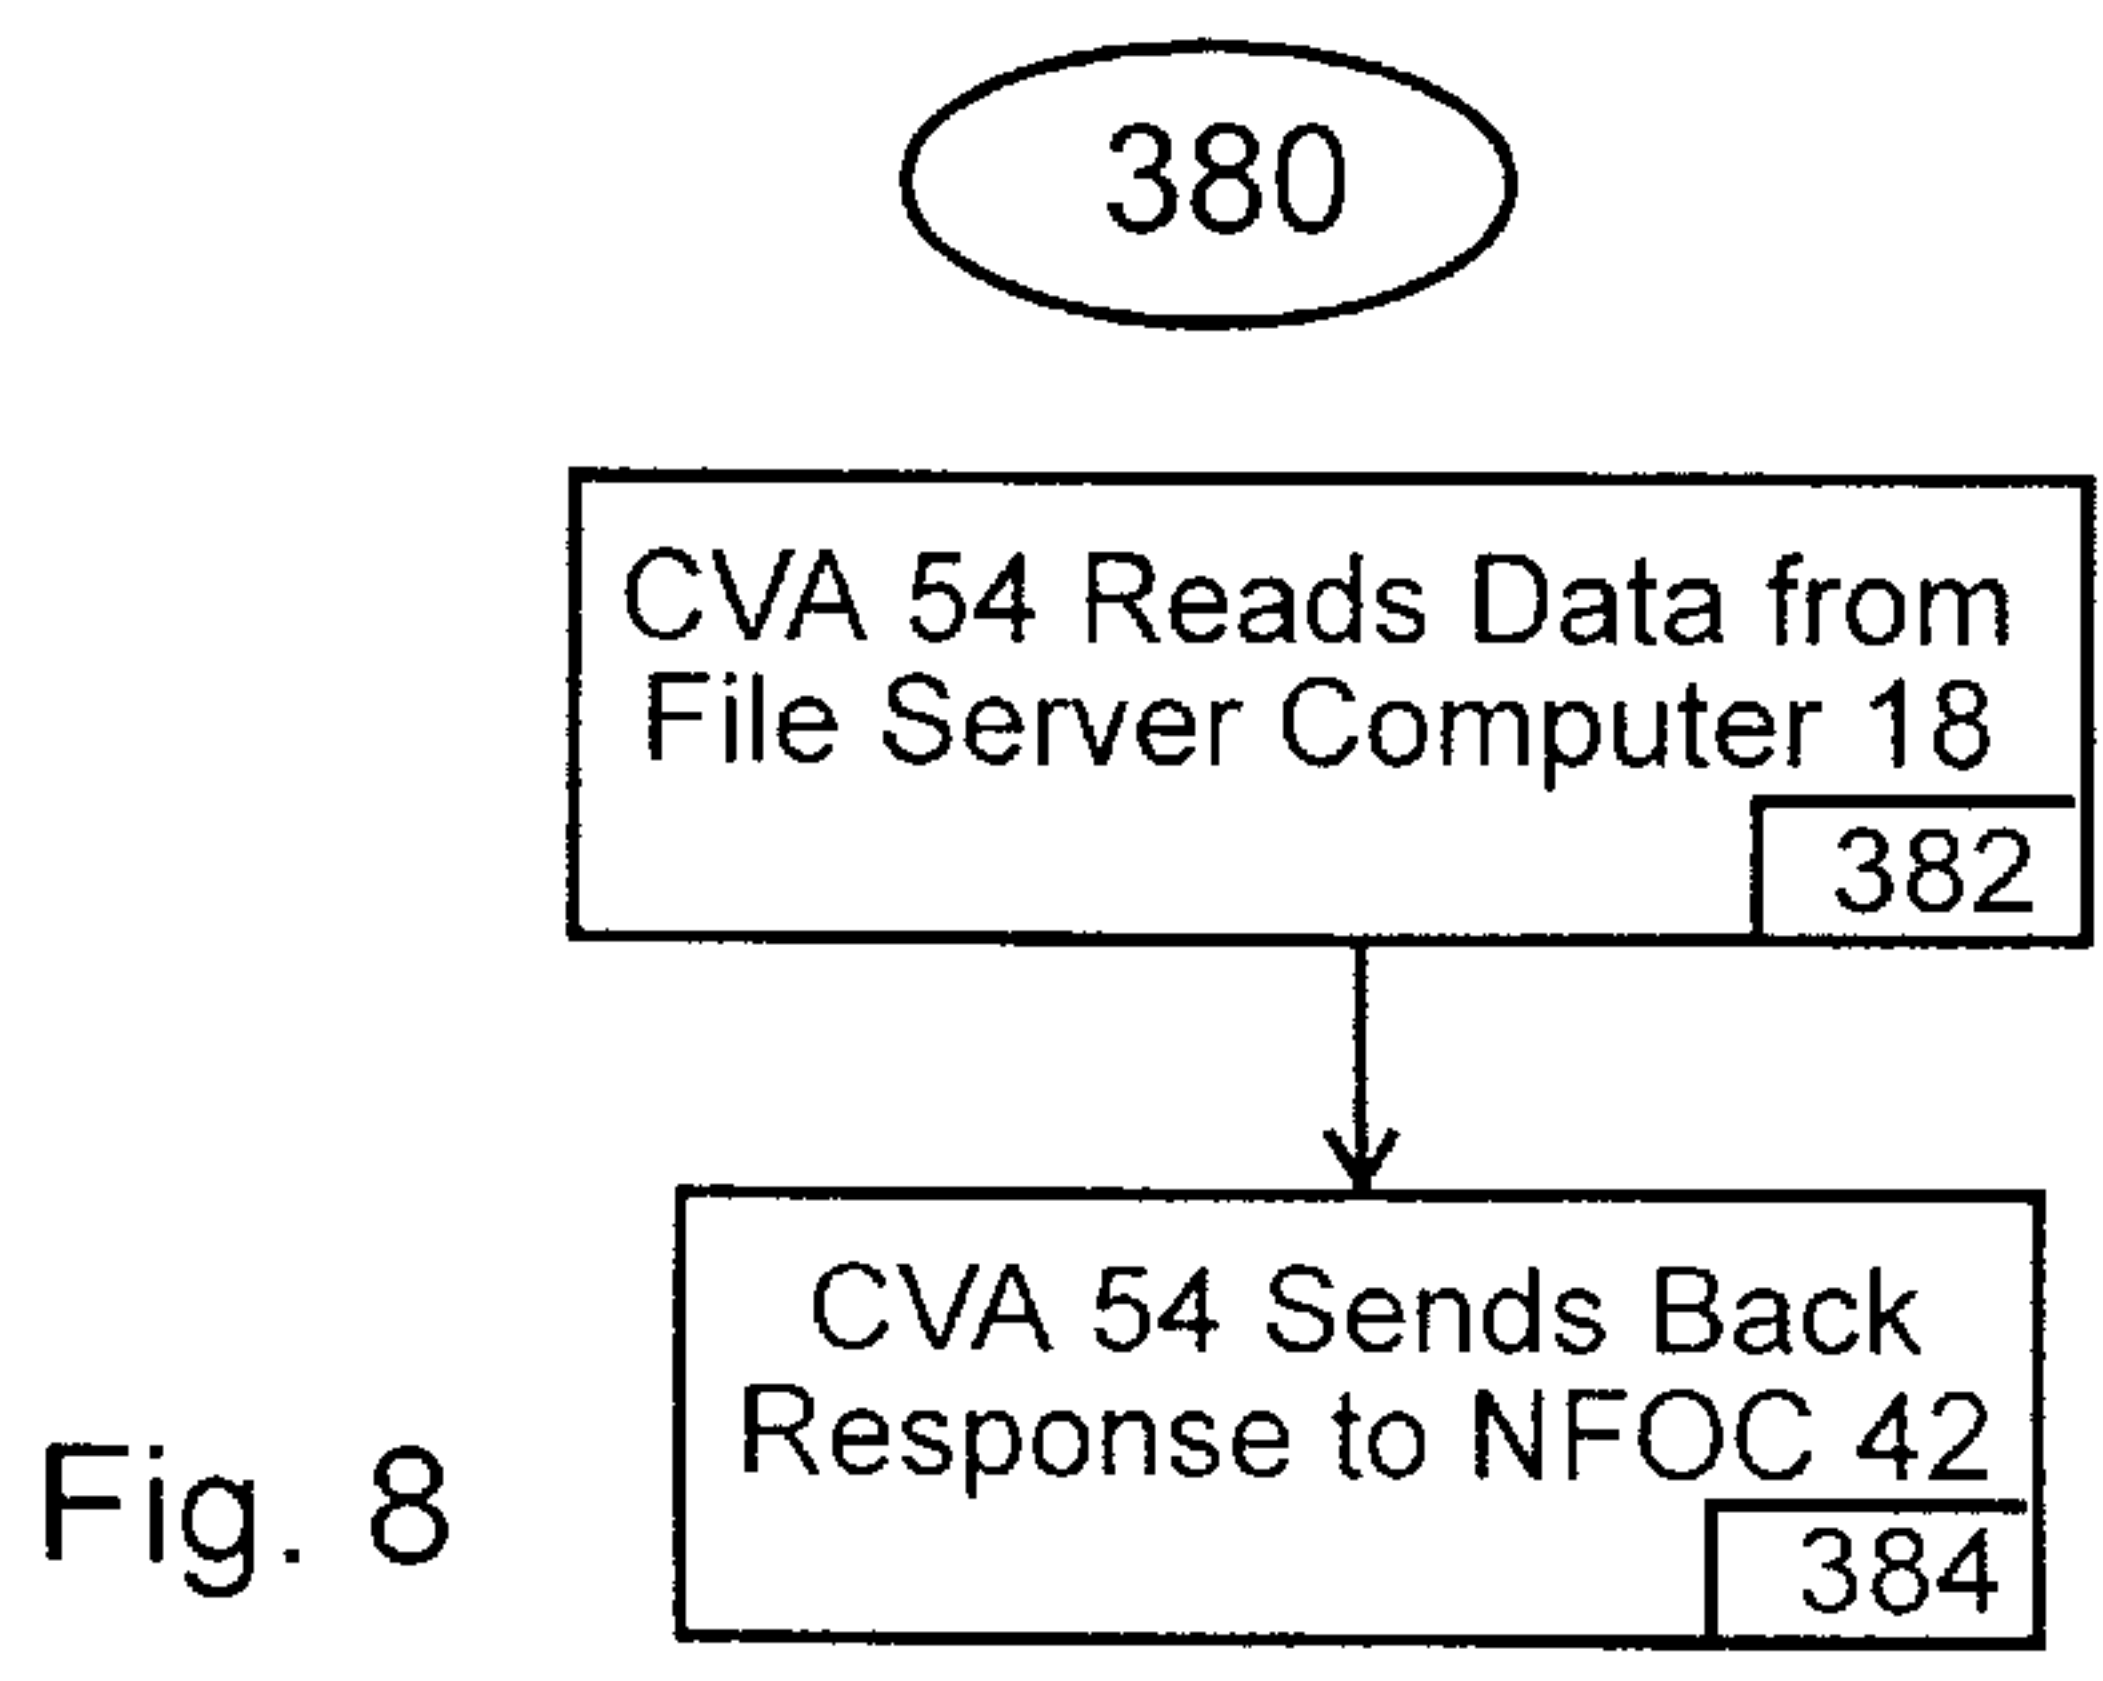 380
CVA 54 Reads Data from
File Server Computer 18
382
CVA 54 Sends Back
Response to NFOC 42
384
Fig. 8